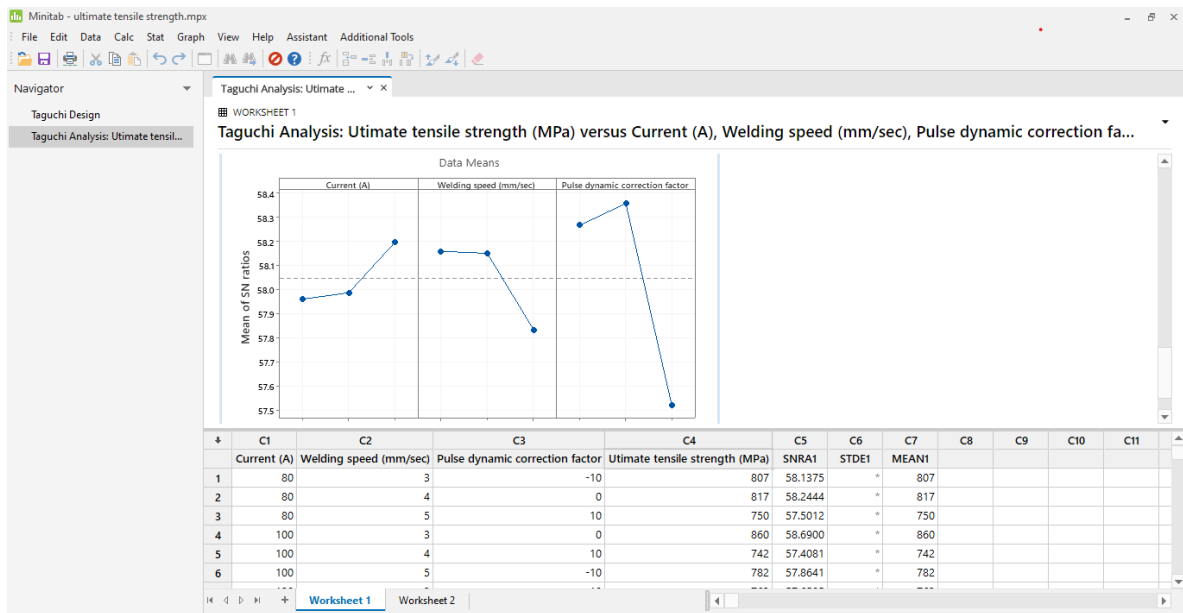 Minitab - ultimate tensile strength.mpx
File Edit Data Calc Stat Graph View Help Assistant Additional Tools
Navigator
Taguchi Design
Taguchi Analysis: Utimate tensil...
Taguchi Analysis: Utimate ...
WORKSHEET 1
Taguchi Analysis: Utimate tensile strength (MPa) versus Current (A), Welding speed (mm/sec), Pulse dynamic correction fa...
Data Means
Current (A) Welding speed (mm/sec) Pulse dynamic correction factor
58.4
58.3
58.2
58.1
58.0
57.9
57.8
57.7
57.6
57.5
Mean of SN ratios
C1 C2 C3 C4 C5 C6 C7 C8 C9 C10 C11
Current (A) Welding speed (mm/sec) Pulse dynamic correction factor Utimate tensile strength (MPa) SNRA1 STDE1 MEAN1
1 80 3 -10 807 58.1375 * 807
2 80 4 0 817 58.2444 * 817
3 80 5 10 750 57.5012 * 750
4 100 3 0 860 58.6900 * 860
5 100 4 10 742 57.4081 * 742
6 100 5 -10 782 57.8641 * 782
Worksheet 1 Worksheet 2